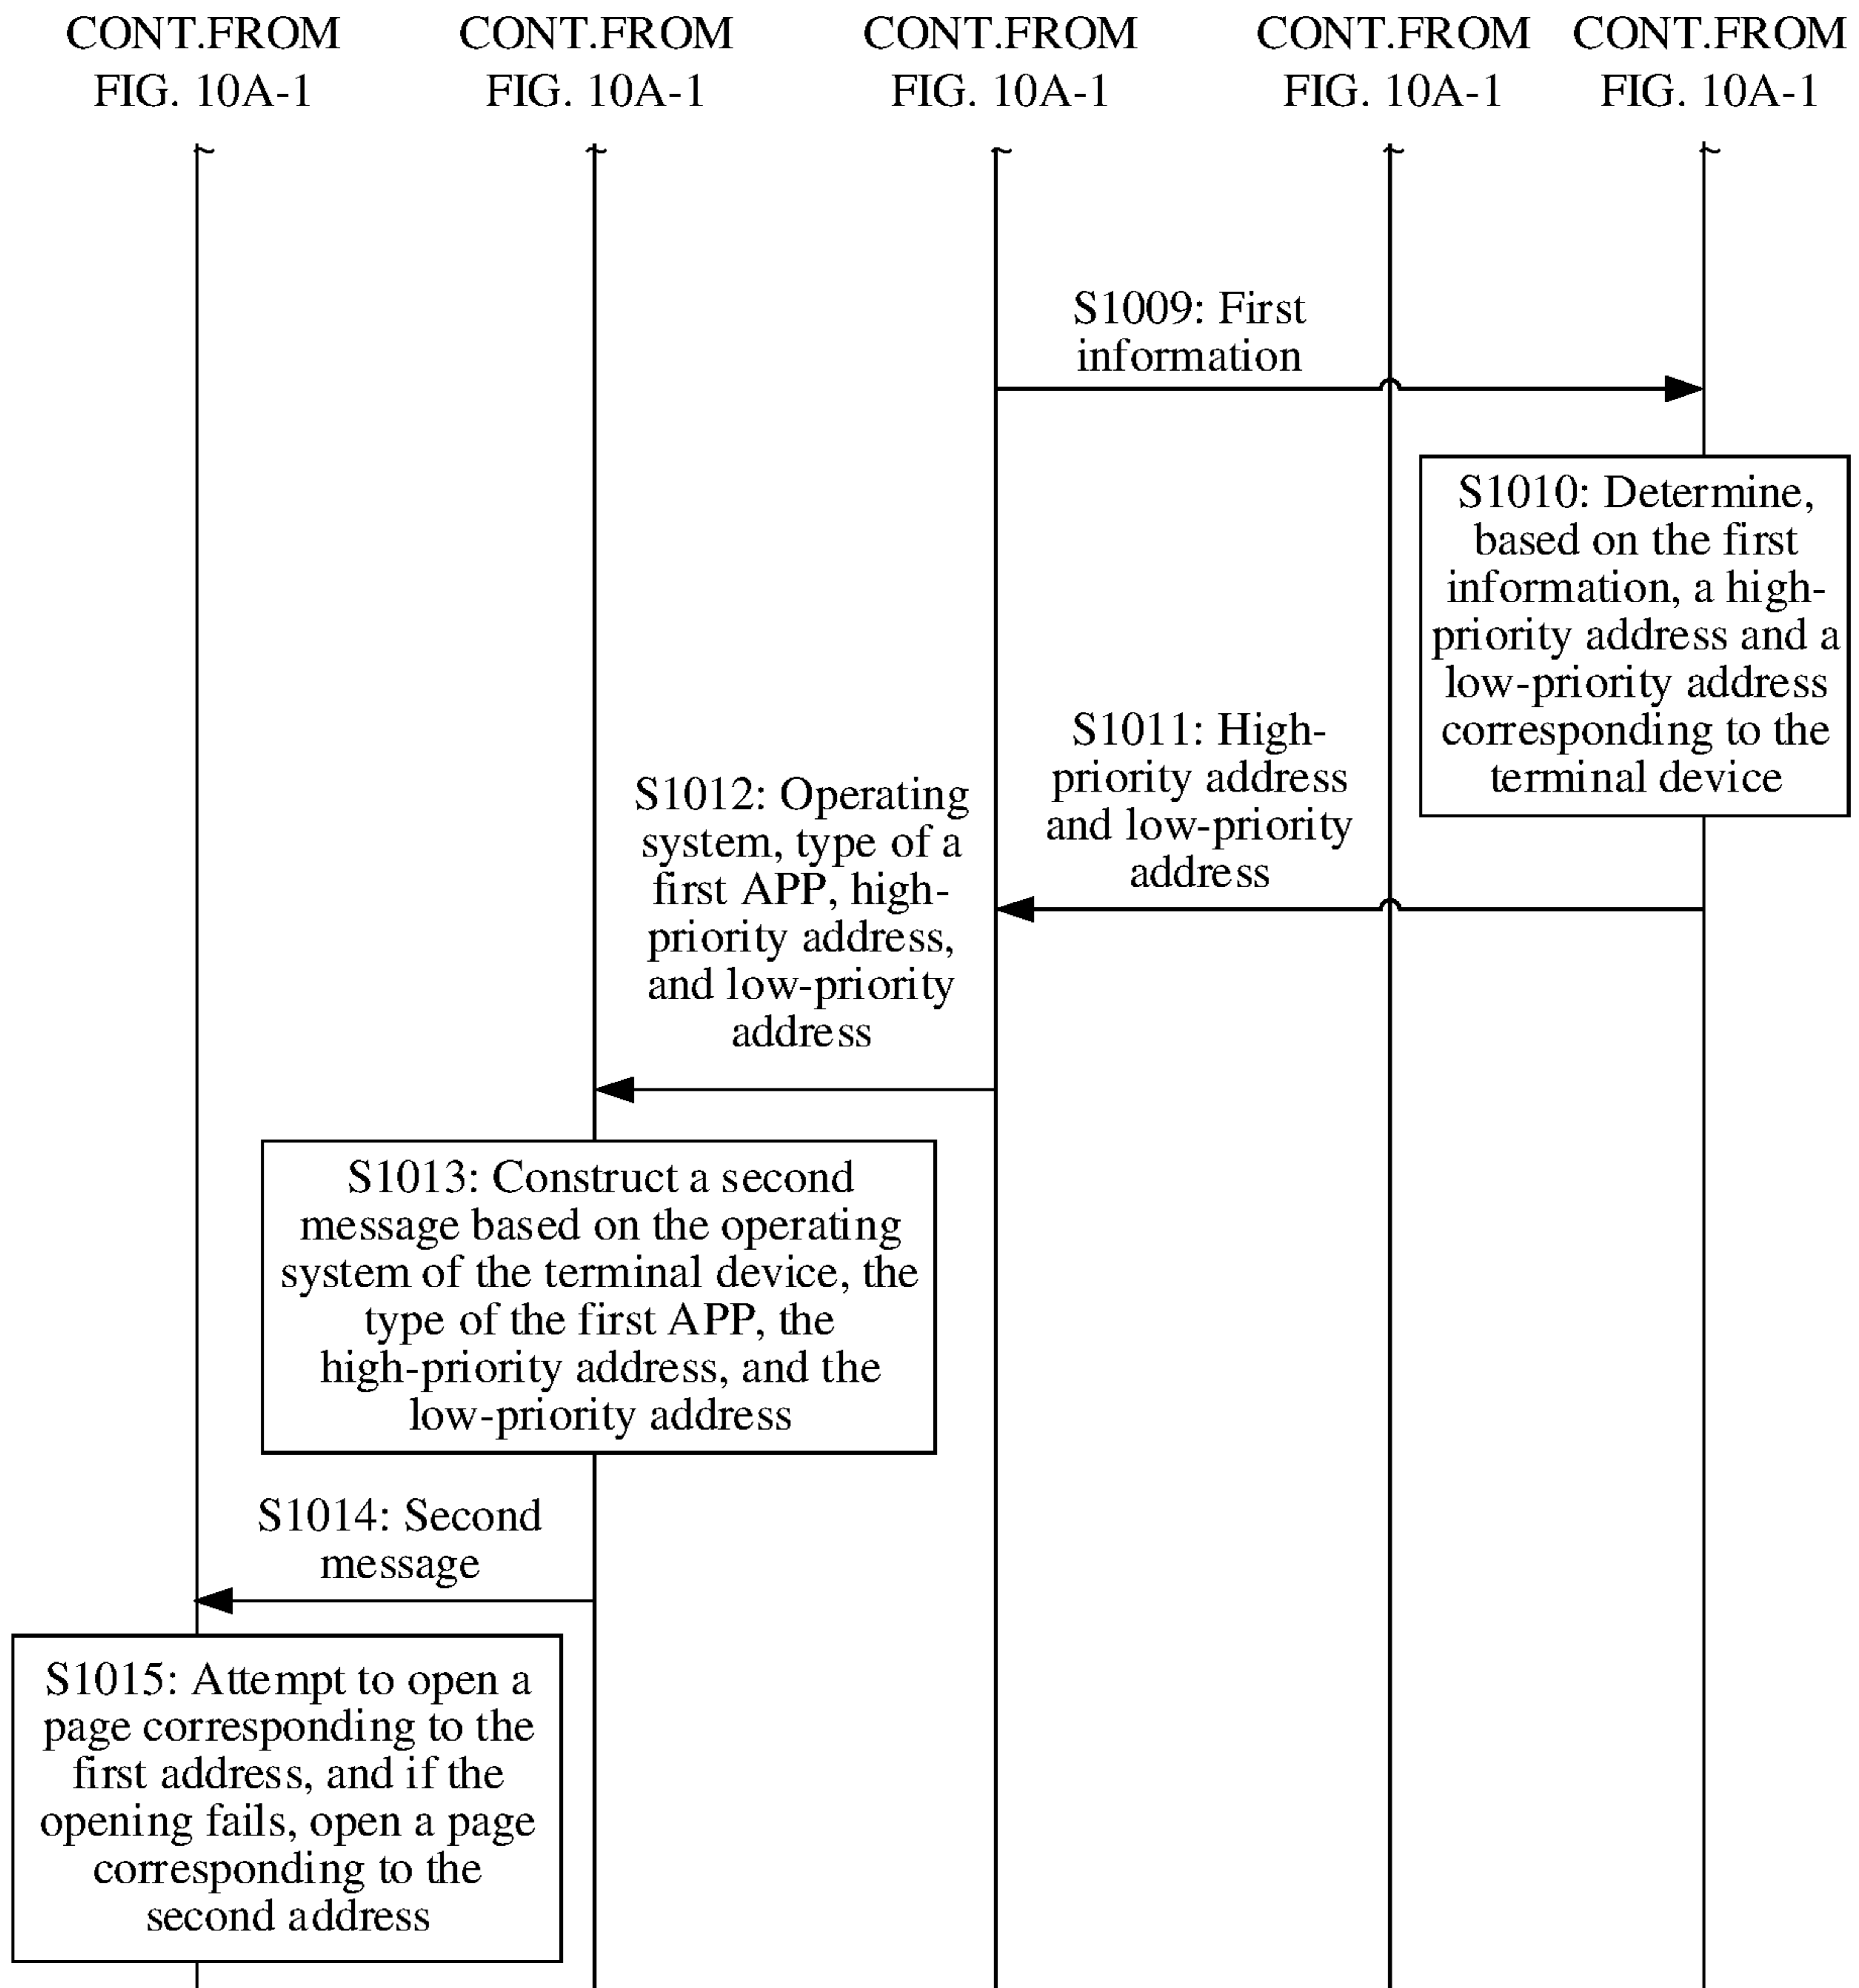 CONT.FROM
FIG. 10A-1
CONT.FROM
FIG. 10A-1
CONT.FROM
FIG. 10A-1
CONT.FROM
FIG. 10A-1
CONT.FROM
FIG. 10A-1
S1009: First
information
S1010: Determine,
based on the first
information, a high-
priority address and a
low-priority address
corresponding to the
terminal device
S1011: High-
priority address
and low-priority
address
S1012: Operating
system, type of a
first APP, high-
priority address,
and low-priority
address
S1013: Construct a second
message based on the operating
system of the terminal device, the
type of the first APP, the
high-priority address, and the
low-priority address
S1014: Second
message
S1015: Attempt to open a
page corresponding to the
first address, and if the
opening fails, open a page
corresponding to the
second address